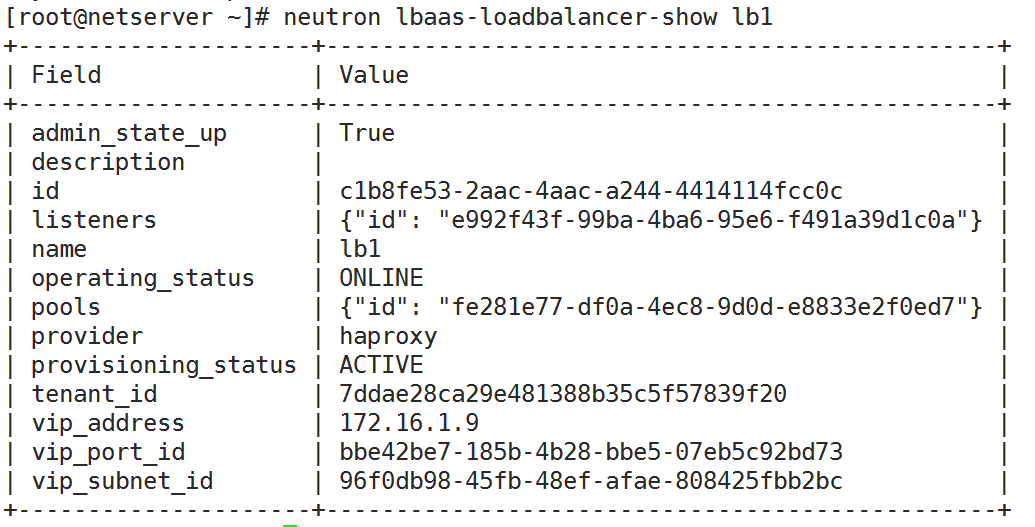 [root@netserver ~]# neutron lbaas-loadbalancer-show lb1
+---------------------+------------------------------------------------+
| Field               | Value                                          |
+---------------------+------------------------------------------------+
| admin_state_up      | True                                           |
| description         |                                                |
| id                  | c1b8fe53-2aac-4aac-a244-4414114fcc0c           |
| listeners           | {"id": "e992f43f-99ba-4ba6-95e6-f491a39d1c0a"} |
| name                | lb1                                            |
| operating_status    | ONLINE                                         |
| pools               | {"id": "fe281e77-df0a-4ec8-9d0d-e8833e2f0ed7"} |
| provider            | haproxy                                        |
| provisioning_status | ACTIVE                                         |
| tenant_id           | 7ddae28ca29e481388b35c5f57839f20               |
| vip_address         | 172.16.1.9                                     |
| vip_port_id         | bbe42be7-185b-4b28-bbe5-07eb5c92bd73           |
| vip_subnet_id       | 96f0db98-45fb-48ef-afae-808425fbb2bc           |
+---------------------+------------------------------------------------+